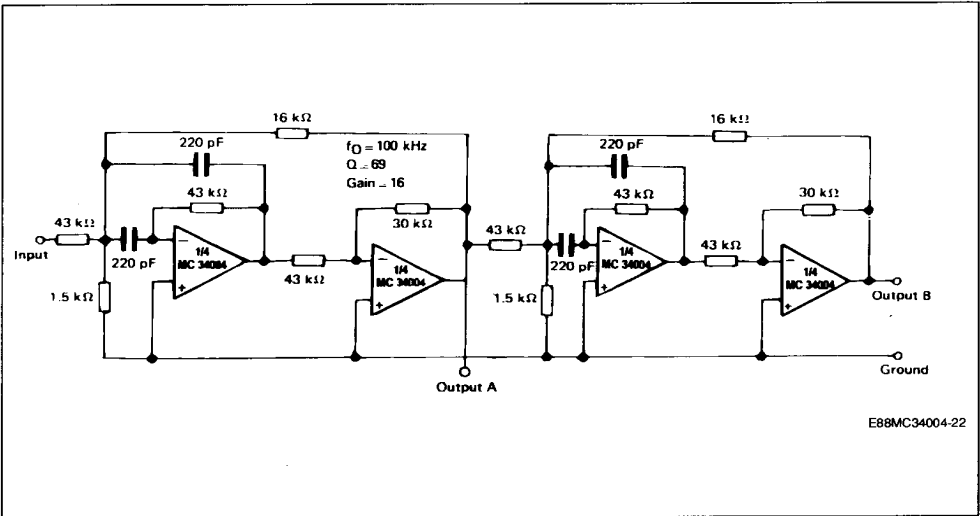 16 kΩ
220 pF
f_O = 100 kHz
Q = 69
Gain = 16
43 kΩ
43 kΩ
30 kΩ
Input
220 pF
1/4
MC 34004
43 kΩ
1/4
MC 34004
1.5 kΩ
Output A
16 kΩ
220 pF
43 kΩ
43 kΩ
30 kΩ
220 pF
1/4
MC 34004
43 kΩ
1/4
MC 34004
1.5 kΩ
Output B
Ground
E88MC34004-22